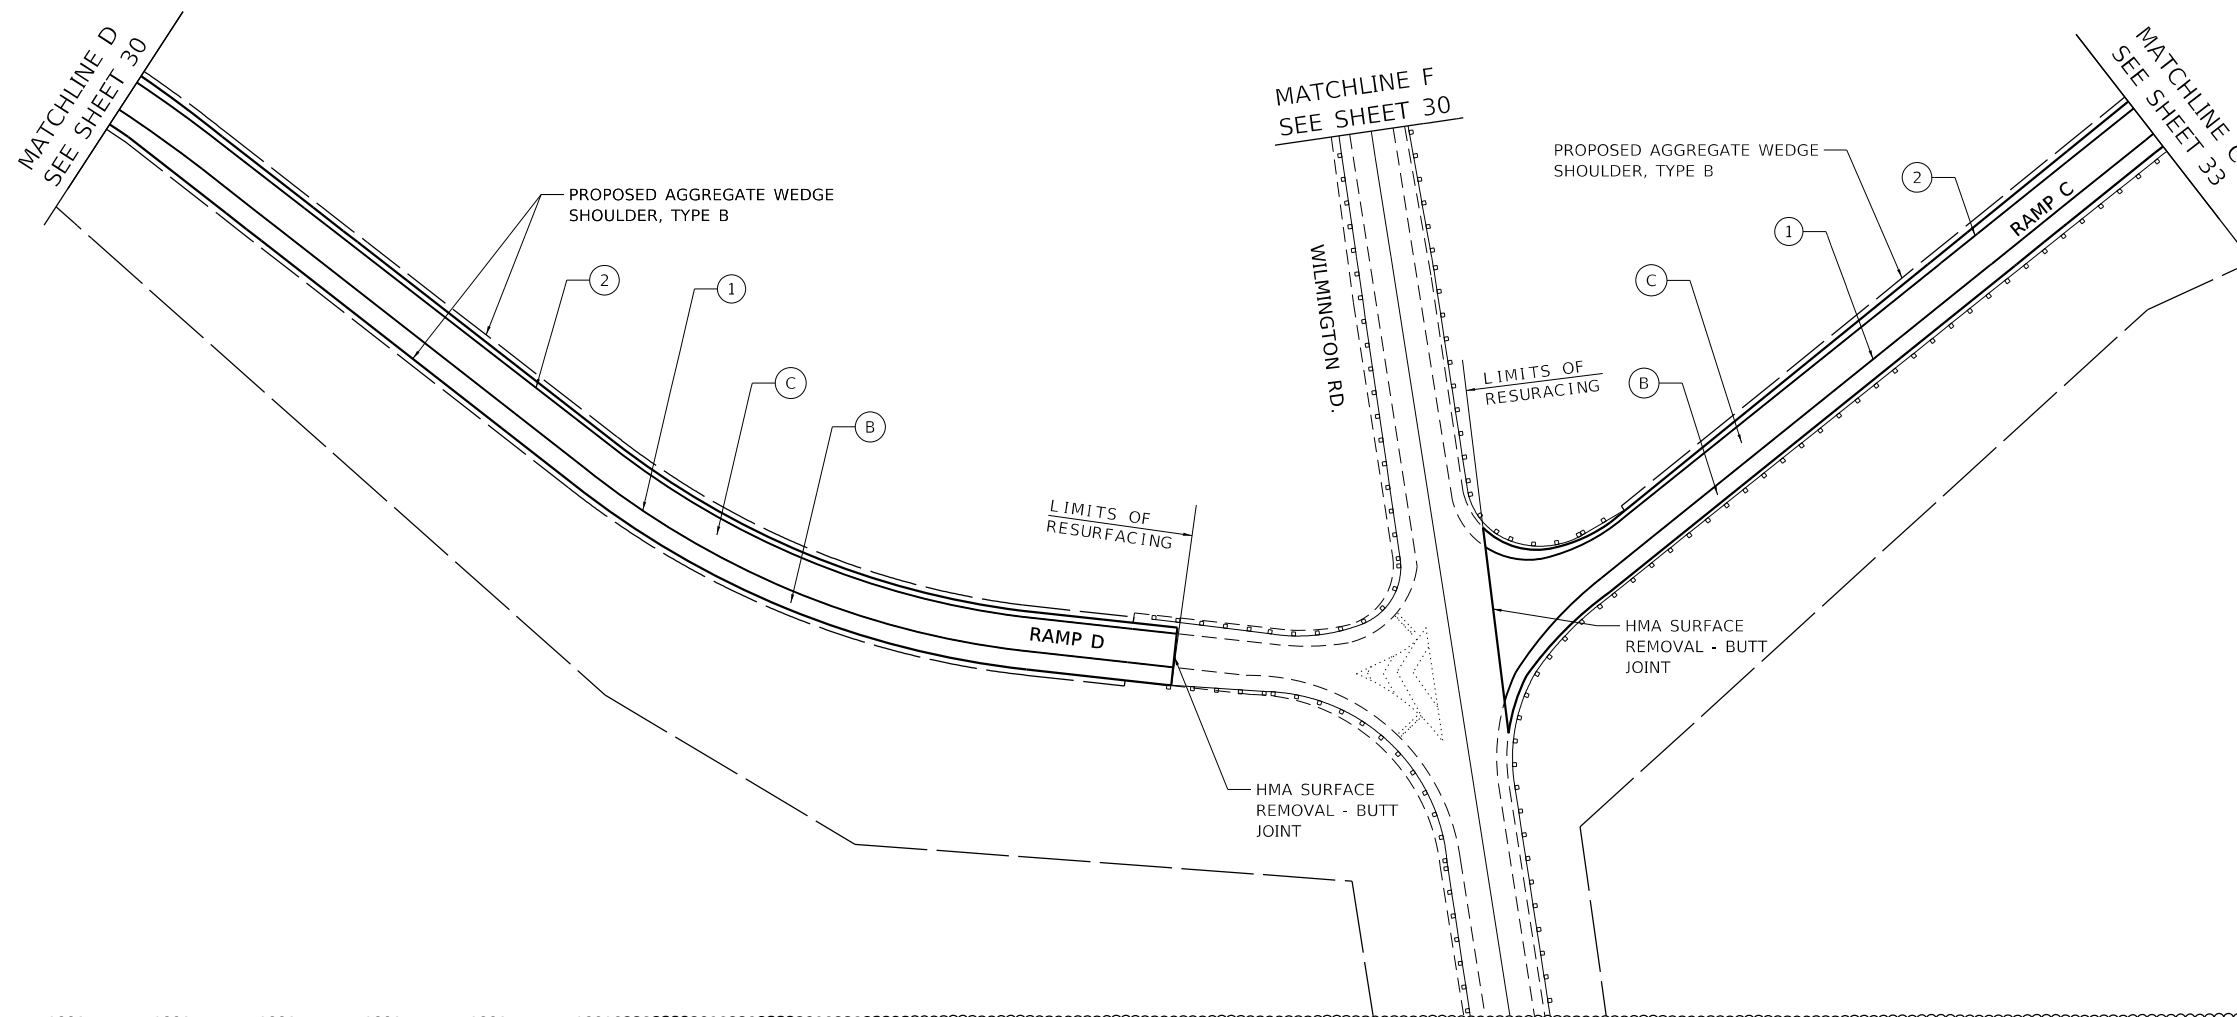 MATCHLINE D
SEE SHEET 30
PROPOSED AGGREGATE WEDGE
SHOULDER, TYPE B
2
1
C
B
LIMITS OF
RESURFACING
RAMP D
HMA SURFACE
REMOVAL - BUTT
JOINT
MATCHLINE F
SEE SHEET 30
WILMINGTON RD.
LIMITS OF
RESURACING
PROPOSED AGGREGATE WEDGE
SHOULDER, TYPE B
2
1
C
B
RAMP C
HMA SURFACE
REMOVAL - BUTT
JOINT
MATCHLINE C
SEE SHEET 33